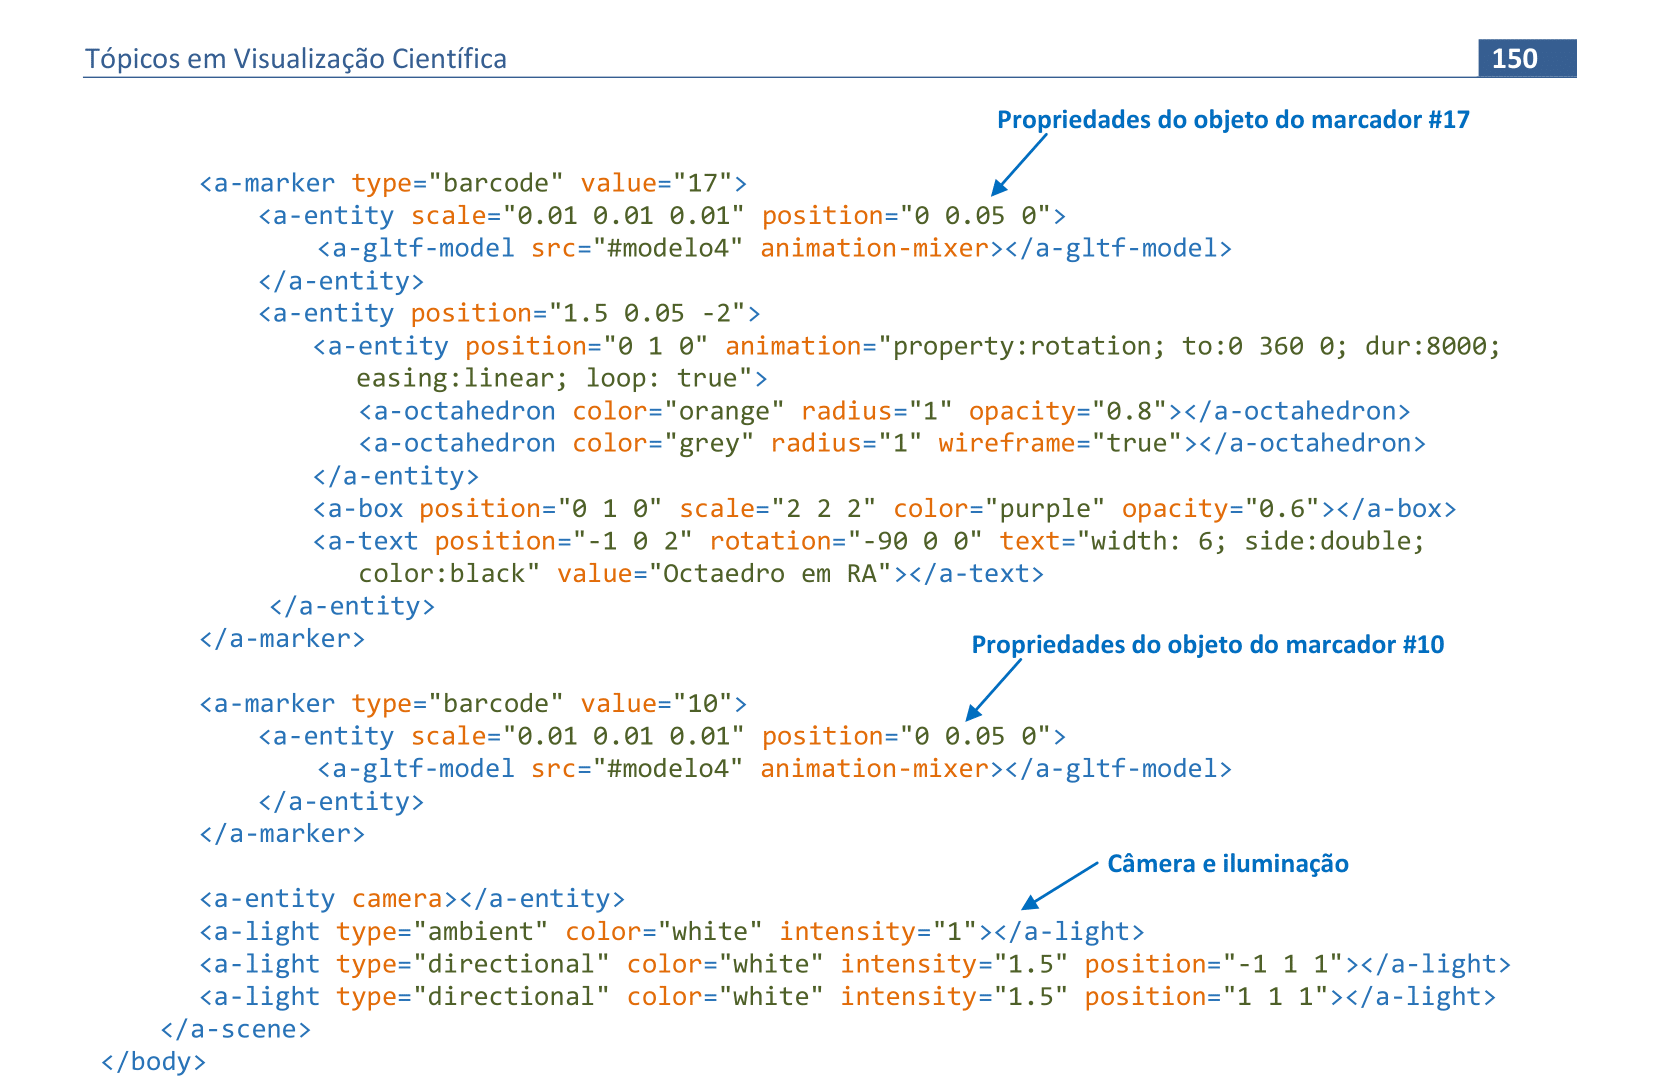 Tópicos em Visualização Científica 150
Propriedades do objeto do marcador #17
<a-marker type="barcode" value="17">
<a-entity scale="0.01 0.01 0.01" position="0 0.05 0">
<a-gltf-model src="#modelo4" animation-mixer></a-gltf-model>
</a-entity>
<a-entity position="1.5 0.05 -2">
<a-entity position="0 1 0" animation="property:rotation; to:0 360 0; dur:8000;
easing:linear; loop: true">
<a-octahedron color="orange" radius="1" opacity="0.8"></a-octahedron>
<a-octahedron color="grey" radius="1" wireframe="true"></a-octahedron>
</a-entity>
<a-box position="0 1 0" scale="2 2 2" color="purple" opacity="0.6"></a-box>
<a-text position="-1 0 2" rotation="-90 0 0" text="width: 6; side:double;
color:black" value="Octaedro em RA"></a-text>
</a-entity>
</a-marker>
Propriedades do objeto do marcador #10
<a-marker type="barcode" value="10">
<a-entity scale="0.01 0.01 0.01" position="0 0.05 0">
<a-gltf-model src="#modelo4" animation-mixer></a-gltf-model>
</a-entity>
</a-marker>
Câmera e iluminação
<a-entity camera></a-entity>
<a-light type="ambient" color="white" intensity="1"></a-light>
<a-light type="directional" color="white" intensity="1.5" position="-1 1 1"></a-light>
<a-light type="directional" color="white" intensity="1.5" position="1 1 1"></a-light>
</a-scene>
</body>